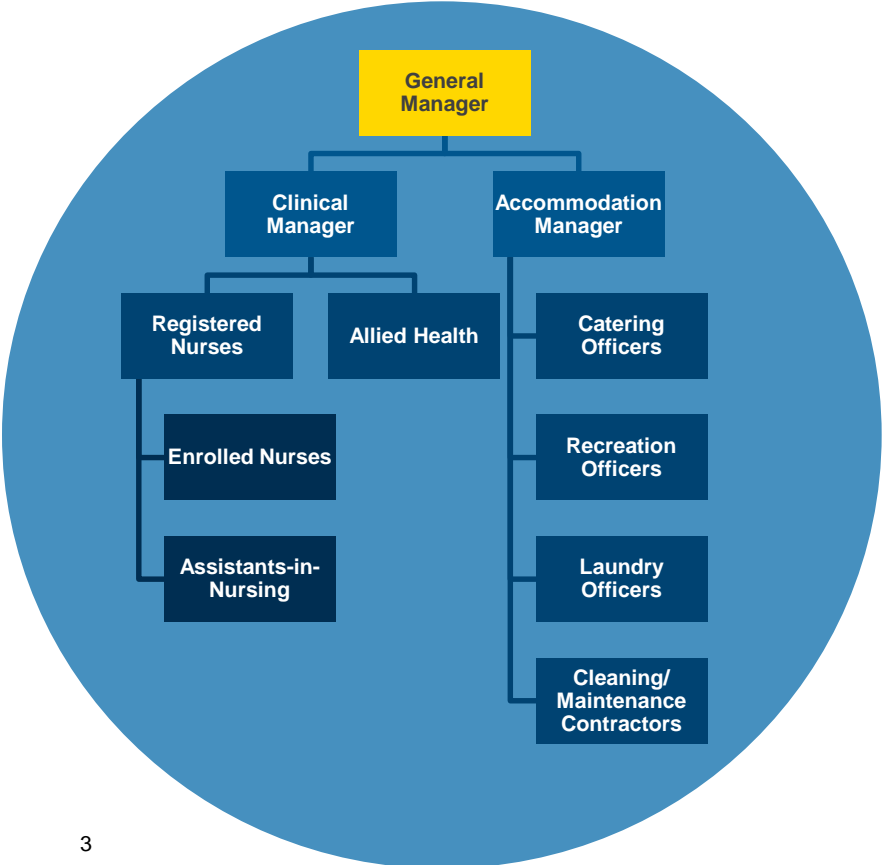 General
Manager
Clinical
Manager
Accommodation
Manager
Registered
Nurses
Allied Health
Catering
Officers
Enrolled Nurses
Recreation
Officers
Assistants-in-
Nursing
Laundry
Officers
Cleaning/
Maintenance
Contractors
3